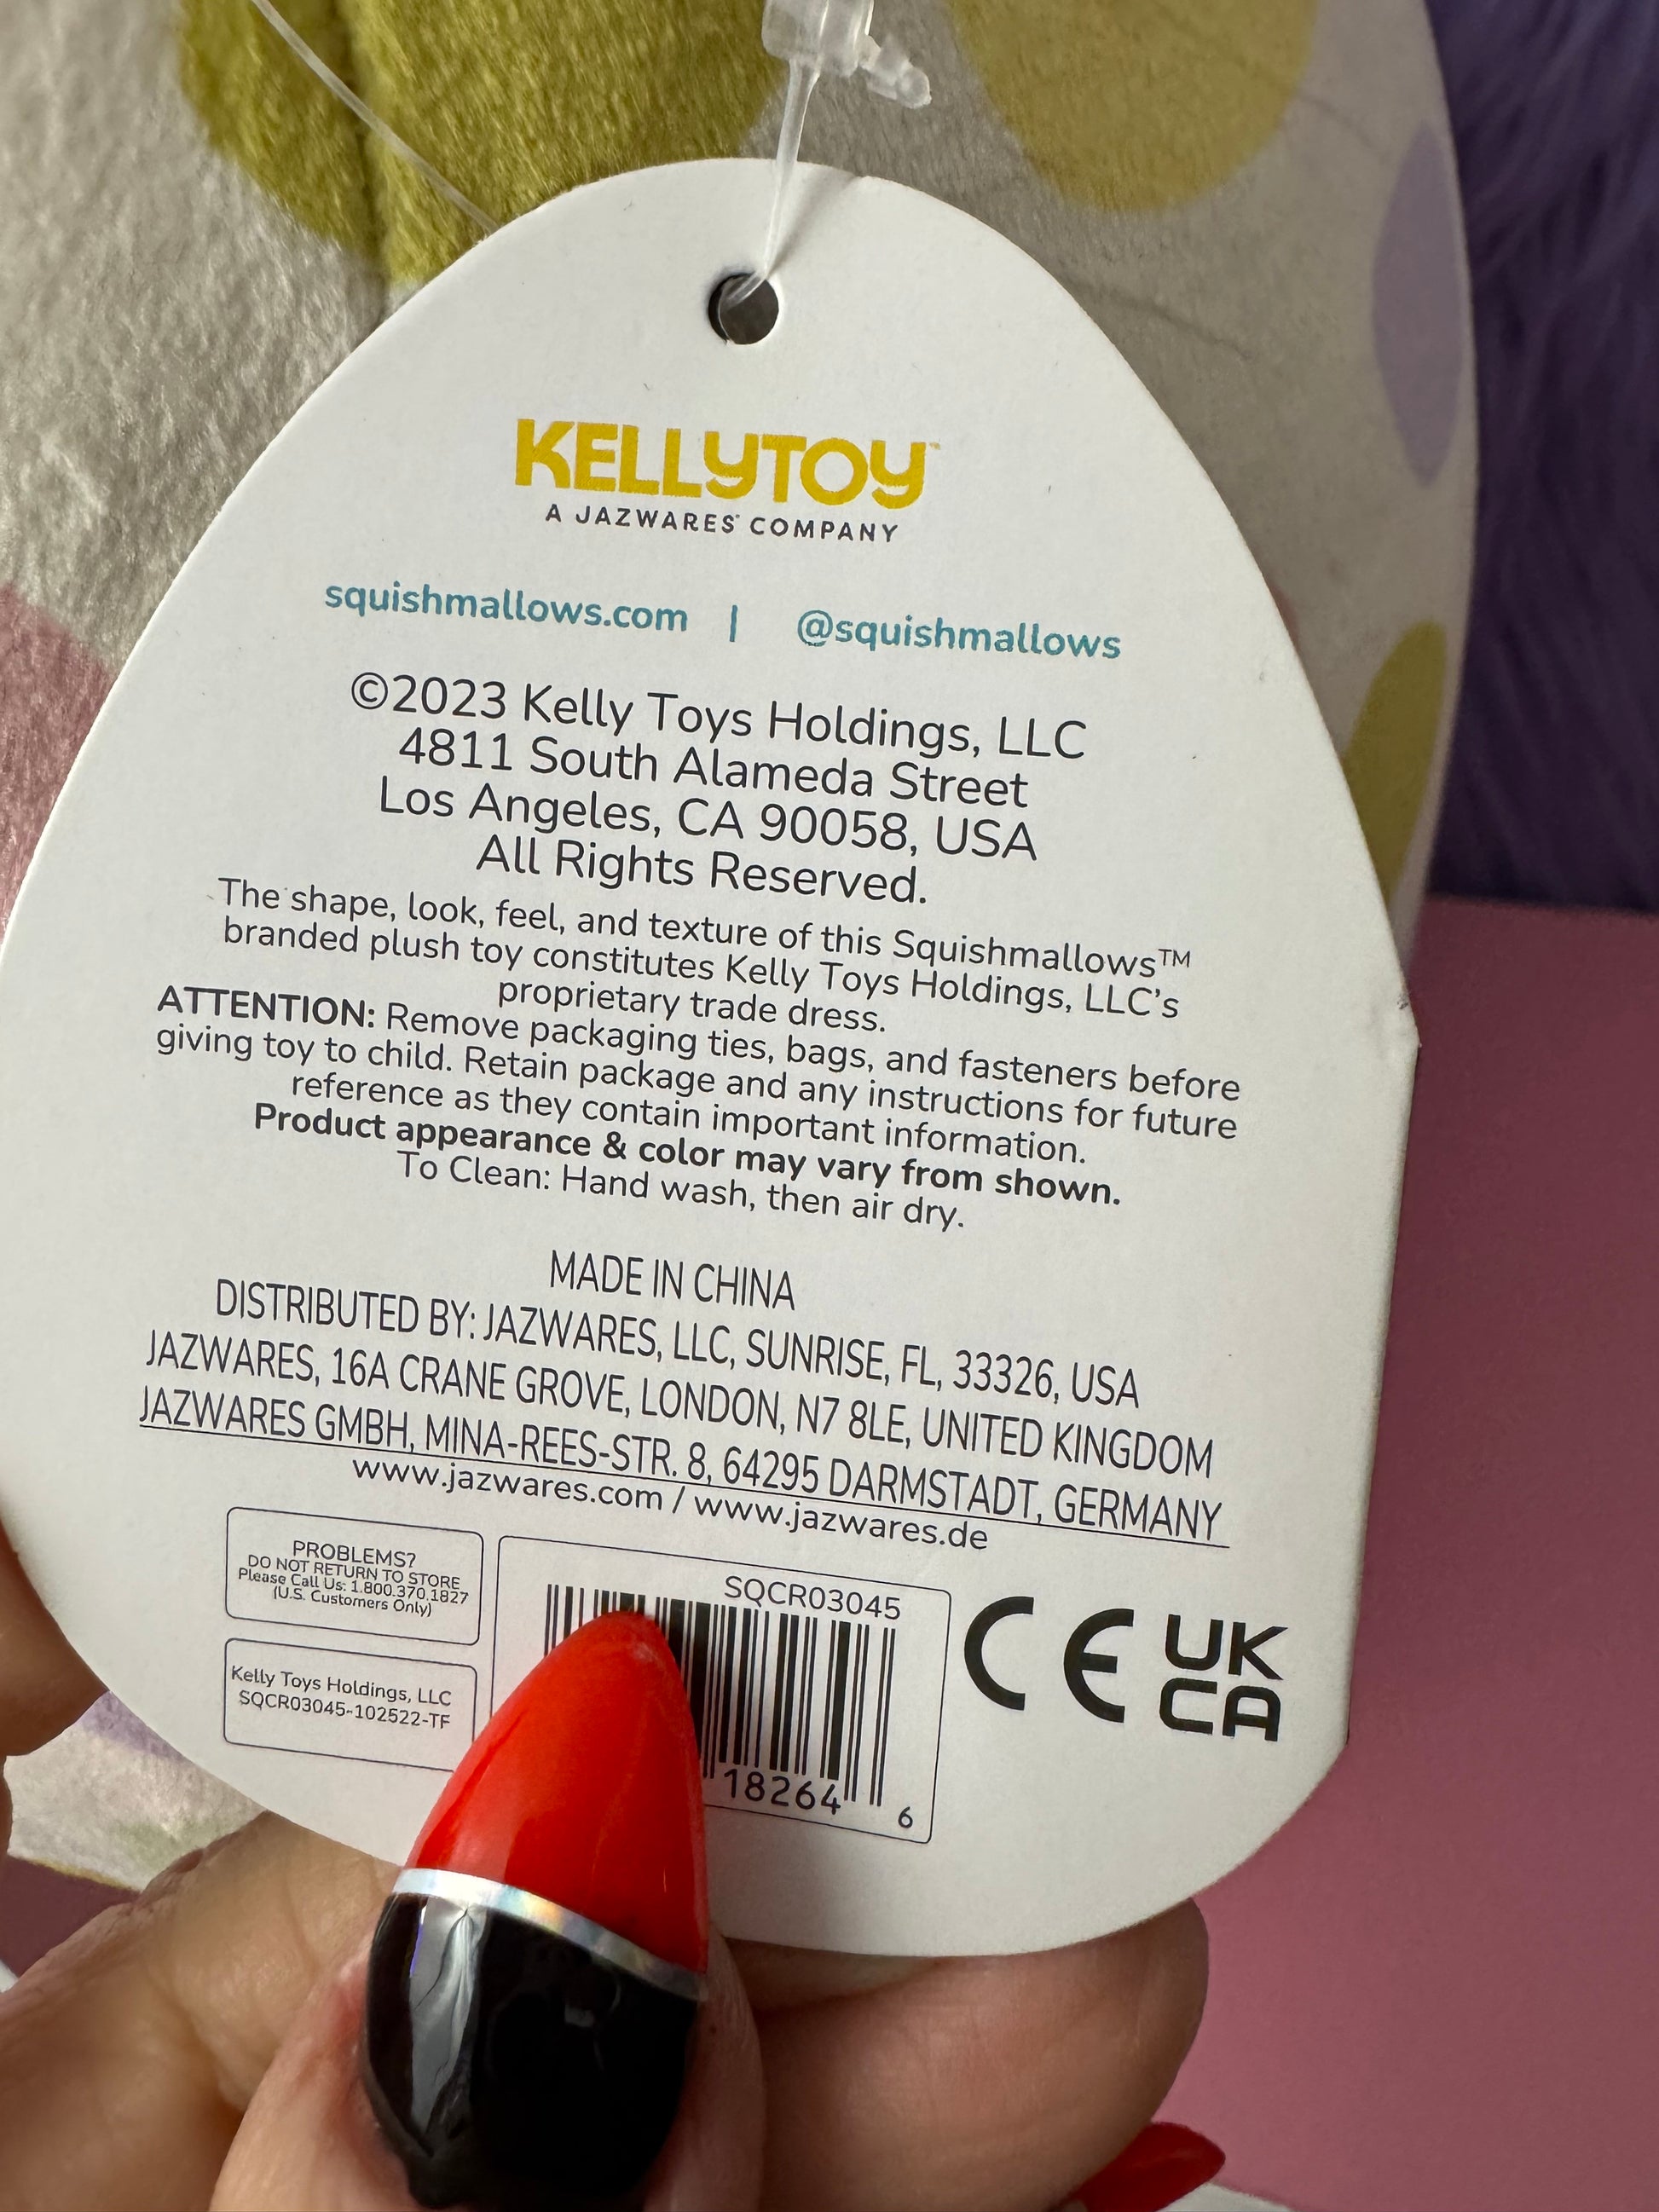 KELLYTOY™
A JAZWARES® COMPANY
squishmallows.com | @squishmallows
©2023 Kelly Toys Holdings, LLC
4811 South Alameda Street
Los Angeles, CA 90058, USA
All Rights Reserved.
The shape, look, feel, and texture of this Squishmallows™
branded plush toy constitutes Kelly Toys Holdings, LLC's
proprietary trade dress.
ATTENTION: Remove packaging ties, bags, and fasteners before
giving toy to child. Retain package and any instructions for future
reference as they contain important information.
Product appearance & color may vary from shown.
To Clean: Hand wash, then air dry.
MADE IN CHINA
DISTRIBUTED BY: JAZWARES, LLC, SUNRISE, FL, 33326, USA
JAZWARES, 16A CRANE GROVE, LONDON, N7 8LE, UNITED KINGDOM
JAZWARES GMBH, MINA-REES-STR. 8, 64295 DARMSTADT, GERMANY
www.jazwares.com / www.jazwares.de
PROBLEMS?
DO NOT RETURN TO STORE
Please Call Us: 1.800.370.1827
(U.S. Customers Only)
Kelly Toys Holdings, LLC
SQCR03045-102522-TF
SQCR03045
18264 6
CE
UK
CA